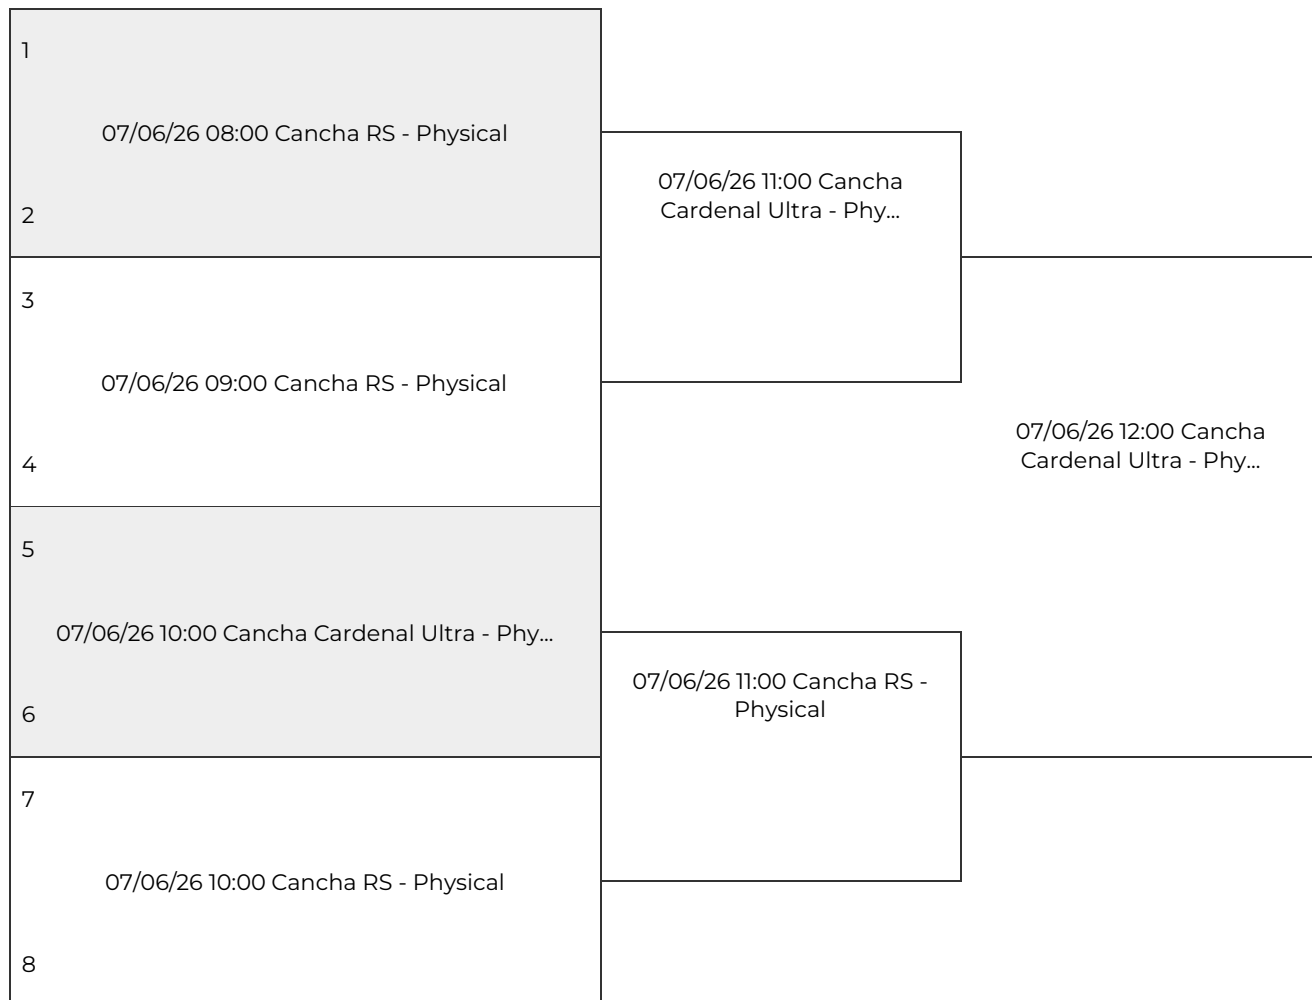 1
07/06/26 08:00 Cancha RS - Physical
2
3
07/06/26 09:00 Cancha RS - Physical
4
5
07/06/26 10:00 Cancha Cardenal Ultra - Phy...
6
7
07/06/26 10:00 Cancha RS - Physical
8
07/06/26 11:00 Cancha
Cardenal Ultra - Phy...
07/06/26 11:00 Cancha RS -
Physical
07/06/26 12:00 Cancha
Cardenal Ultra - Phy...